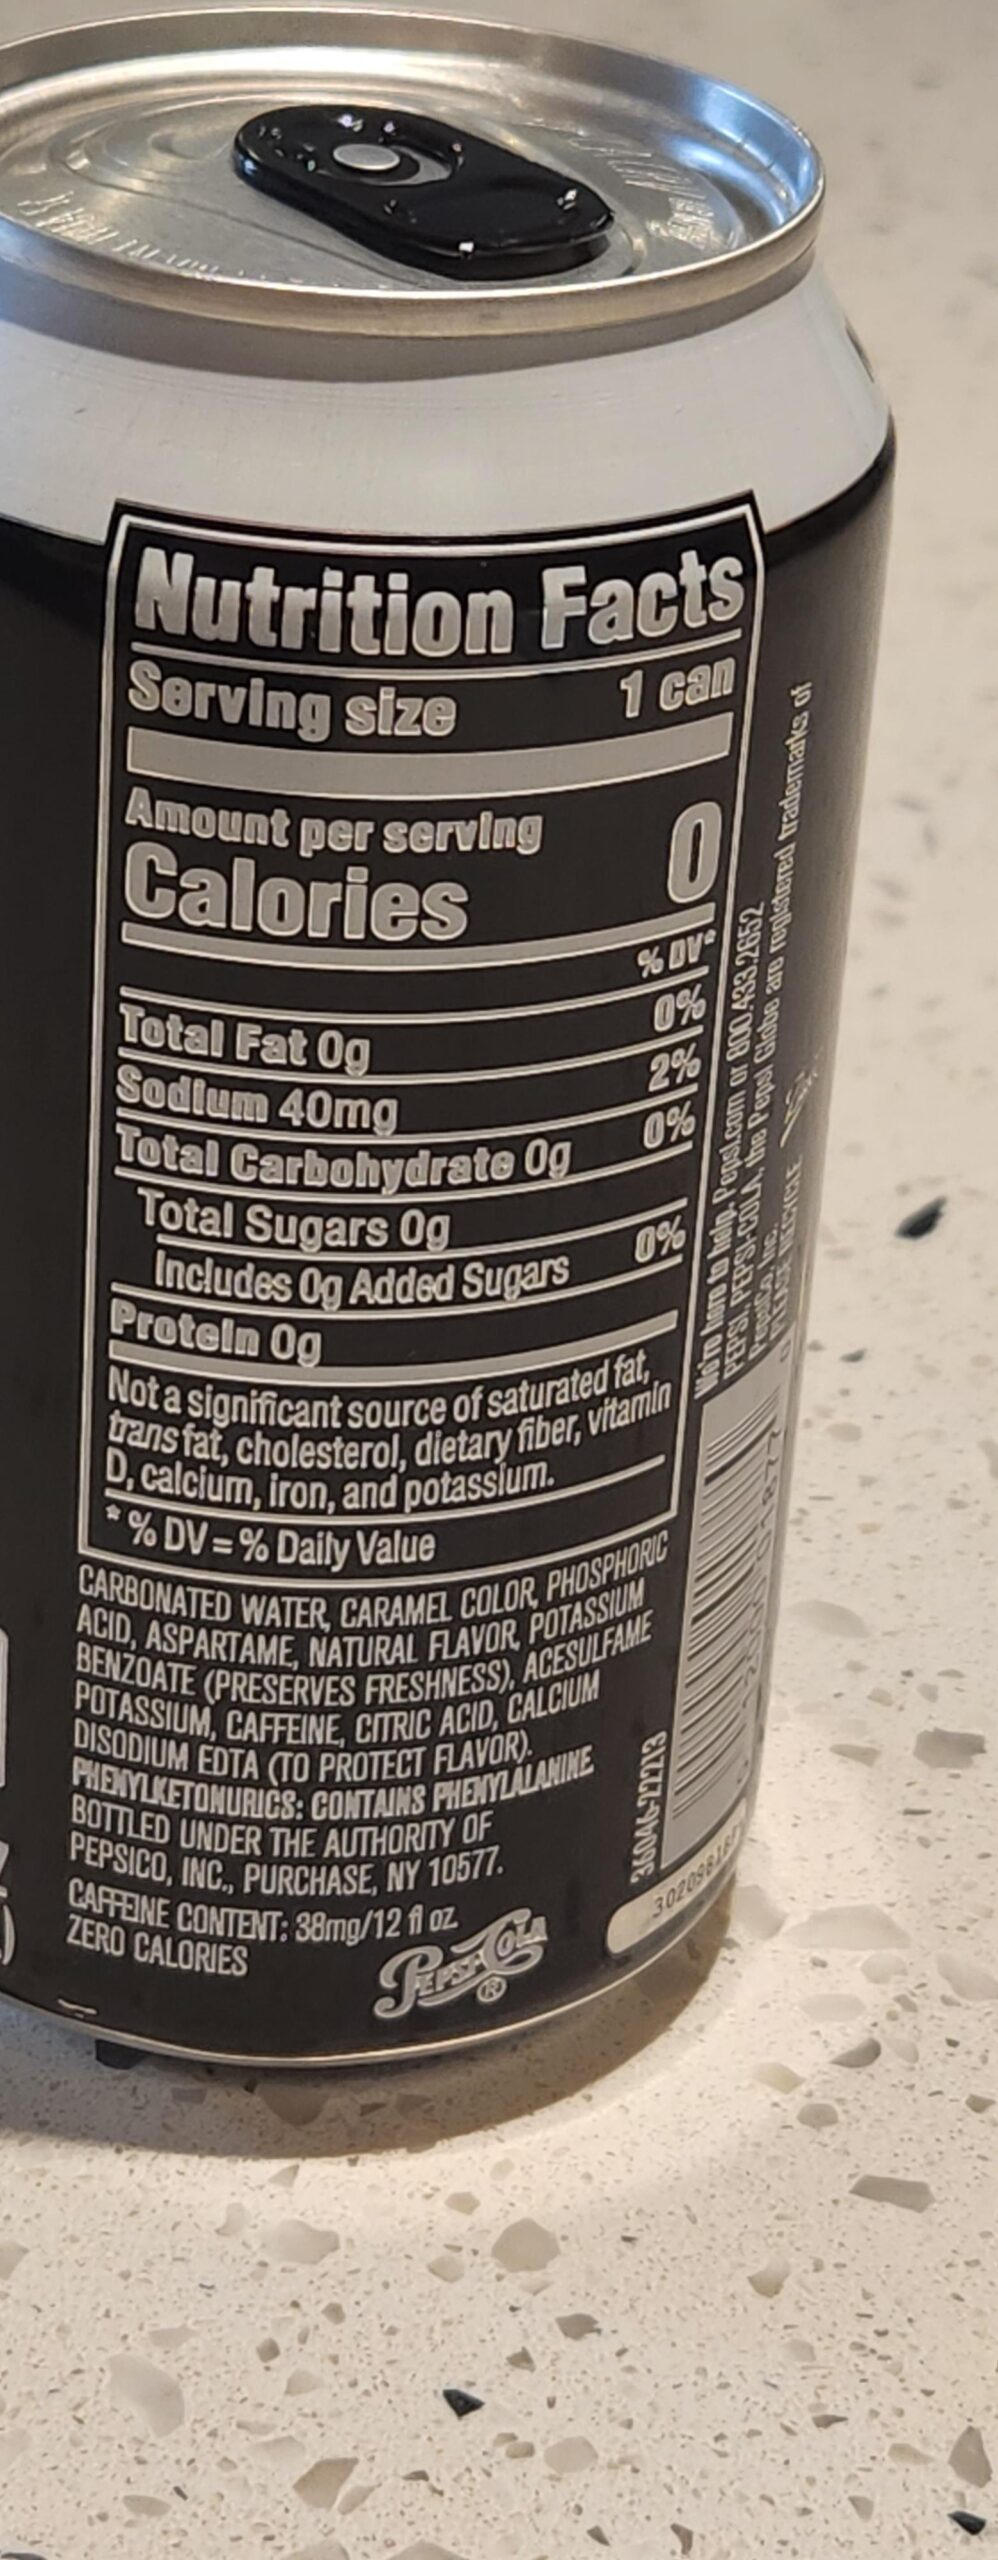 Nutrition Facts
Serving size 1 can
Amount per serving
Calories 0
% DV*
Total Fat 0g 0%
Sodium 40mg 2%
Total Carbohydrate 0g 0%
Total Sugars 0g
Includes 0g Added Sugars 0%
Protein 0g
Not a significant source of saturated fat,
trans fat, cholesterol, dietary fiber, vitamin
D, calcium, iron, and potassium.
* % DV = % Daily Value
CARBONATED WATER, CARAMEL COLOR, PHOSPHORIC
ACID, ASPARTAME, NATURAL FLAVOR, POTASSIUM
BENZOATE (PRESERVES FRESHNESS), ACESULFAME
POTASSIUM, CAFFEINE, CITRIC ACID, CALCIUM
DISODIUM EDTA (TO PROTECT FLAVOR).
PHENYLKETONURICS: CONTAINS PHENYLALANINE.
BOTTLED UNDER THE AUTHORITY OF
PEPSICO, INC., PURCHASE, NY 10577.
CAFFEINE CONTENT: 38mg/12 fl oz
ZERO CALORIES
PEPSI-COLA ®
We're here to help. Pepsi.com or 800.433.2652
PEPSI, PEPSI-COLA, the Pepsi Globe are registered trademarks of
PepsiCo, Inc.
PLEASE RECYCLE
36046-22213